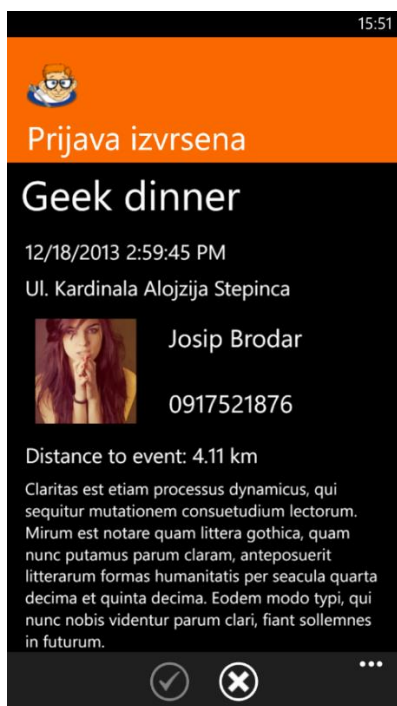 15:51
Prijava izvrsena
Geek dinner
12/18/2013 2:59:45 PM
Ul. Kardinala Alojzija Stepinca
Josip Brodar
0917521876
Distance to event: 4.11 km
Claritas est etiam processus dynamicus, qui
sequitur mutationem consuetudium lectorum.
Mirum est notare quam littera gothica, quam
nunc putamus parum claram, anteposuerit
litterarum formas humanitatis per seacula quarta
decima et quinta decima. Eodem modo typi, qui
nunc nobis videntur parum clari, fiant sollemnes
in futurum.